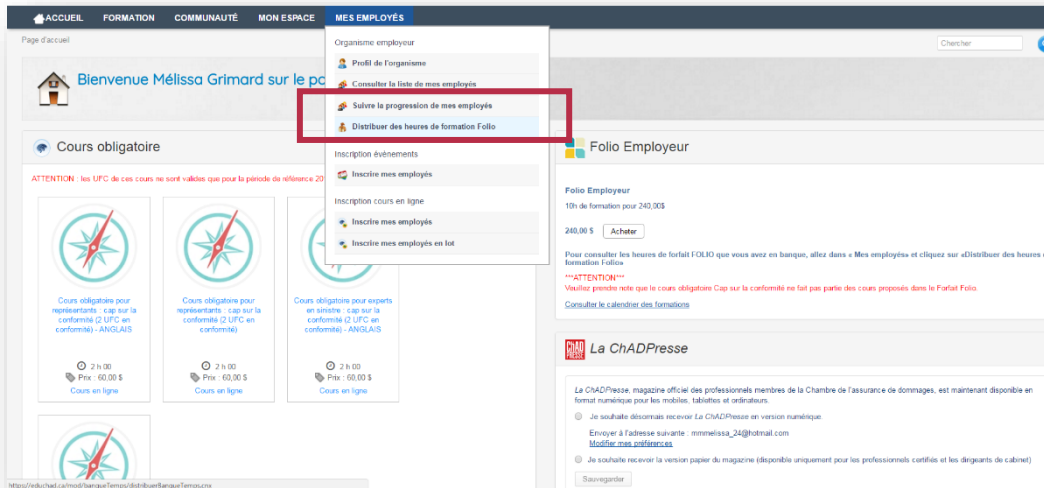 ACCUEIL FORMATION COMMUNAUTÉ MON ESPACE MES EMPLOYÉS
Page d'accueil
Chercher
Bienvenue Mélissa Grimard sur le po
Organisme employeur
Profil de l'organisme
Consulter la liste de mes employés
Suivre la progression de mes employés
Distribuer des heures de formation Folio
Inscription événements
Inscrire mes employés
Inscription cours en ligne
Inscrire mes employés
Inscrire mes employés en lot
Cours obligatoire
ATTENTION : les UFC de ces cours ne sont valides que pour la période de référence 20
Cours obligatoire pour
représentants : cap sur la
conformité (2 UFC en
conformité) - ANGLAIS
2 h 00
Prix : 60,00 $
Cours en ligne
Cours obligatoire pour
représentants : cap sur la
conformité (2 UFC en
conformité)
2 h 00
Prix : 60,00 $
Cours en ligne
Cours obligatoire pour experts
en sinistre : cap sur la
conformité (2 UFC en
conformité) - ANGLAIS
2 h 00
Prix : 60,00 $
Cours en ligne
Folio Employeur
Folio Employeur
10h de formation pour 240,00$
240,00 $ Acheter
Pour consulter les heures de forfait FOLIO que vous avez en banque, allez dans « Mes employés» et cliquez sur «Distribuer des heures
formation Folio»
***ATTENTION***
Veuillez prendre note que le cours obligatoire Cap sur la conformité ne fait pas partie des cours proposés dans le Forfait Folio.
Consulter le calendrier des formations
ChAD PRESSE
La ChADPresse
La ChADPresse, magazine officiel des professionnels membres de la Chambre de l'assurance de dommages, est maintenant disponible en
format numérique pour les mobiles, tablettes et ordinateurs.
Je souhaite désormais recevoir La ChADPresse en version numérique.
Envoyer à l'adresse suivante : mmmelissa_24@hotmail.com
Modifier mes préférences
Je souhaite recevoir la version papier du magazine (disponible uniquement pour les professionnels certifiés et les dirigeants de cabinet)
Sauvegarder
https://educhad.ca/mod/banqueTemps/distribuerBanqueTemps.cnx